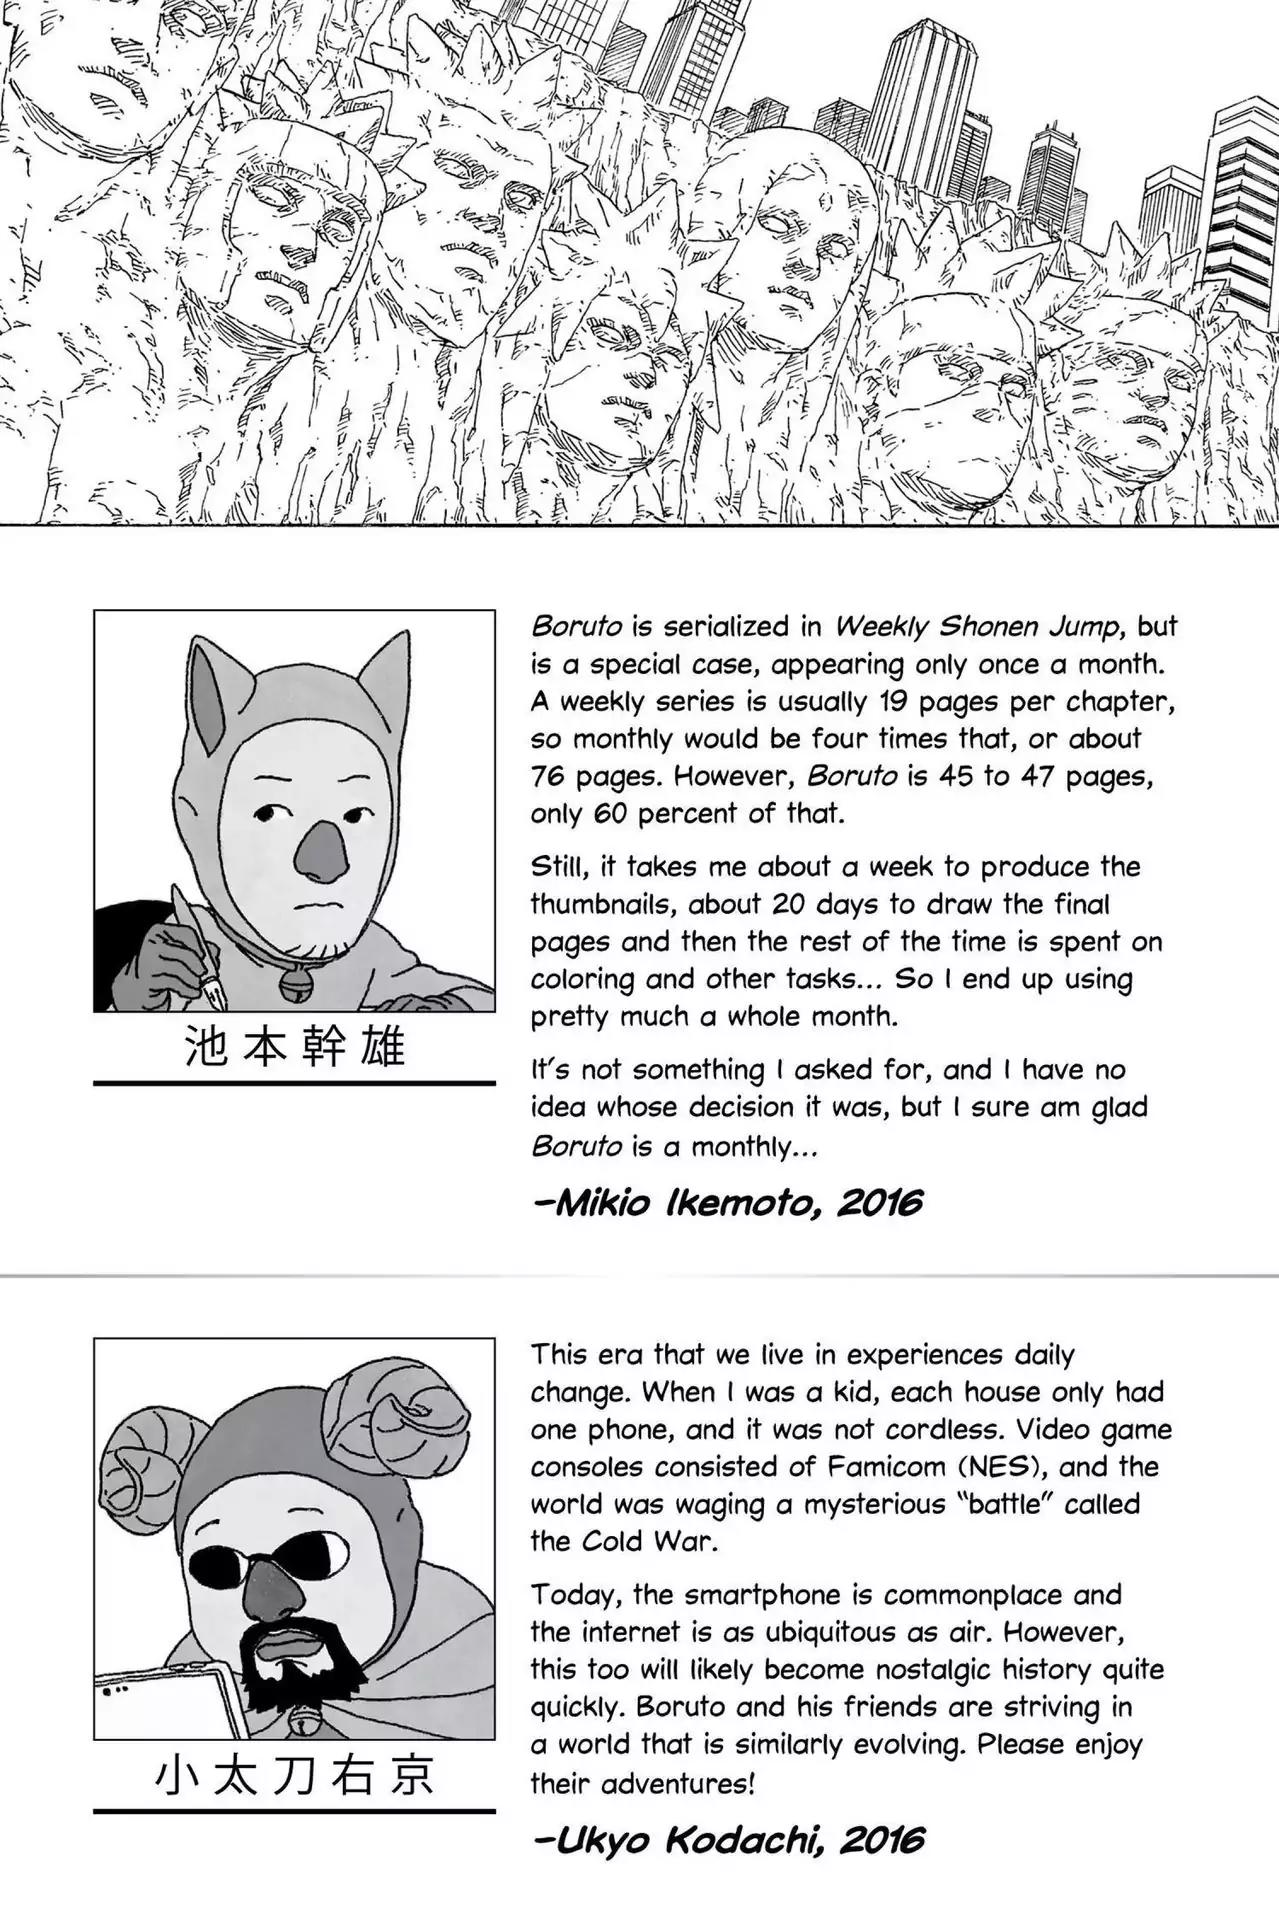 Boruto is serialized in Weekly Shonen Jump, but
is a special case, appearing only once a month.
A weekly series is usually 19 pages per chapter,
so monthly would be four times that, or about
76 pages. However, Boruto is 45 to 47 pages,
only 60 percent of that.
Still, it takes me about a week to produce the
thumbnails, about 20 days to draw the final
pages and then the rest of the time is spent on
coloring and other tasks... So I end up using
pretty much a whole month.
It's not something I asked for, and I have no
idea whose decision it was, but I sure am glad
Boruto is a monthly...
–Mikio Ikemoto, 2016
池本幹雄
This era that we live in experiences daily
change. When I was a kid, each house only had
one phone, and it was not cordless. Video game
consoles consisted of Famicom (NES), and the
world was waging a mysterious “battle” called
the Cold War.
Today, the smartphone is commonplace and
the internet is as ubiquitous as air. However,
this too will likely become nostalgic history quite
quickly. Boruto and his friends are striving in
a world that is similarly evolving. Please enjoy
their adventures!
–Ukyo Kodachi, 2016
小太刀右京